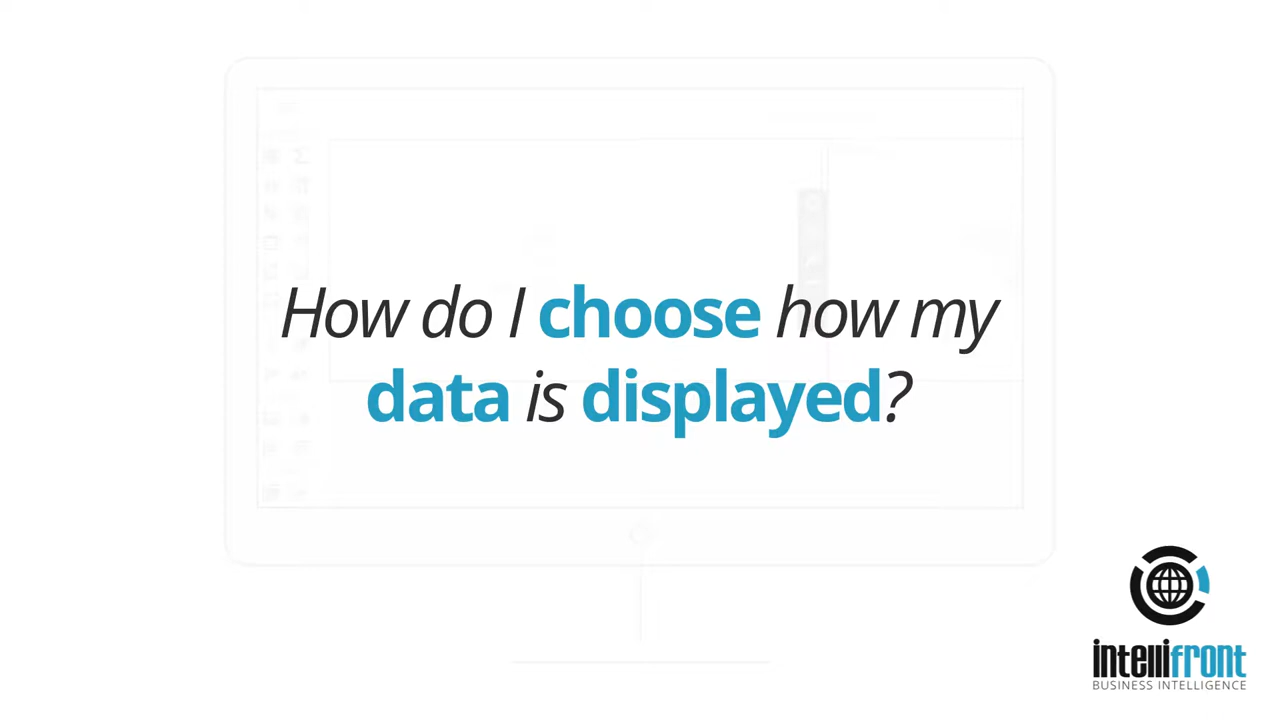 How do I choose how my
data is displayed?
intellifront
BUSINESS INTELLIGENCE